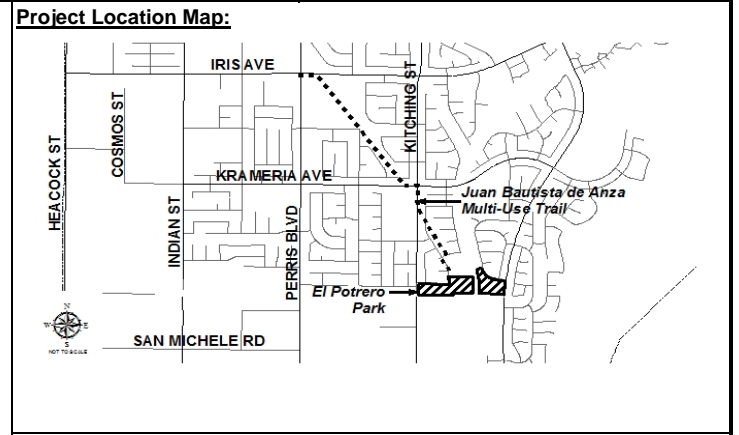 Project Location Map:
IRIS AVE
KITCHING ST
COSMOS ST
HEACOCK ST
KRAMERIA AVE
Juan Bautista de Anza
Multi-Use Trail
INDIAN ST
PERRIS BLVD
El Potrero
Park
N
W
E
S
NOT TO SCALE
SAN MICHELE RD